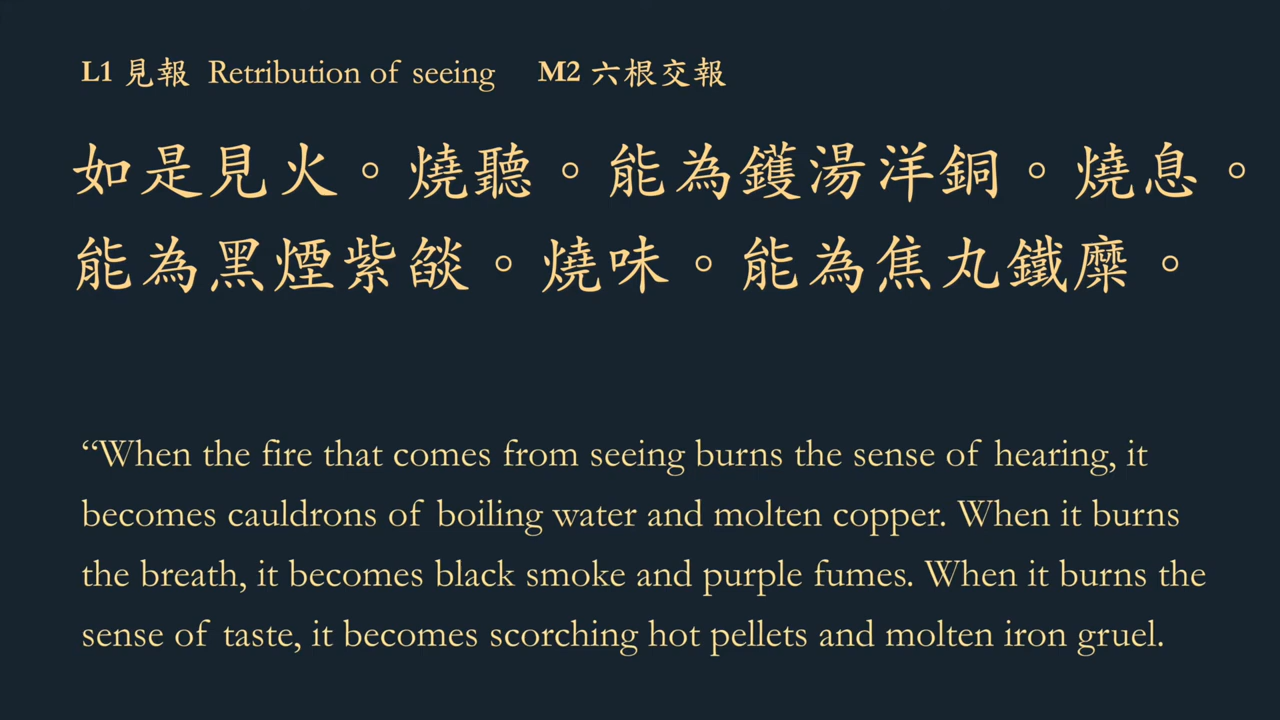 L1 見報 Retribution of seeing M2 六根交報
如是見火。燒聽。能為鑊湯洋銅。燒息。
能為黑煙紫燄。燒味。能為焦丸鐵糜。
“When the fire that comes from seeing burns the sense of hearing, it
becomes cauldrons of boiling water and molten copper. When it burns
the breath, it becomes black smoke and purple fumes. When it burns the
sense of taste, it becomes scorching hot pellets and molten iron gruel.